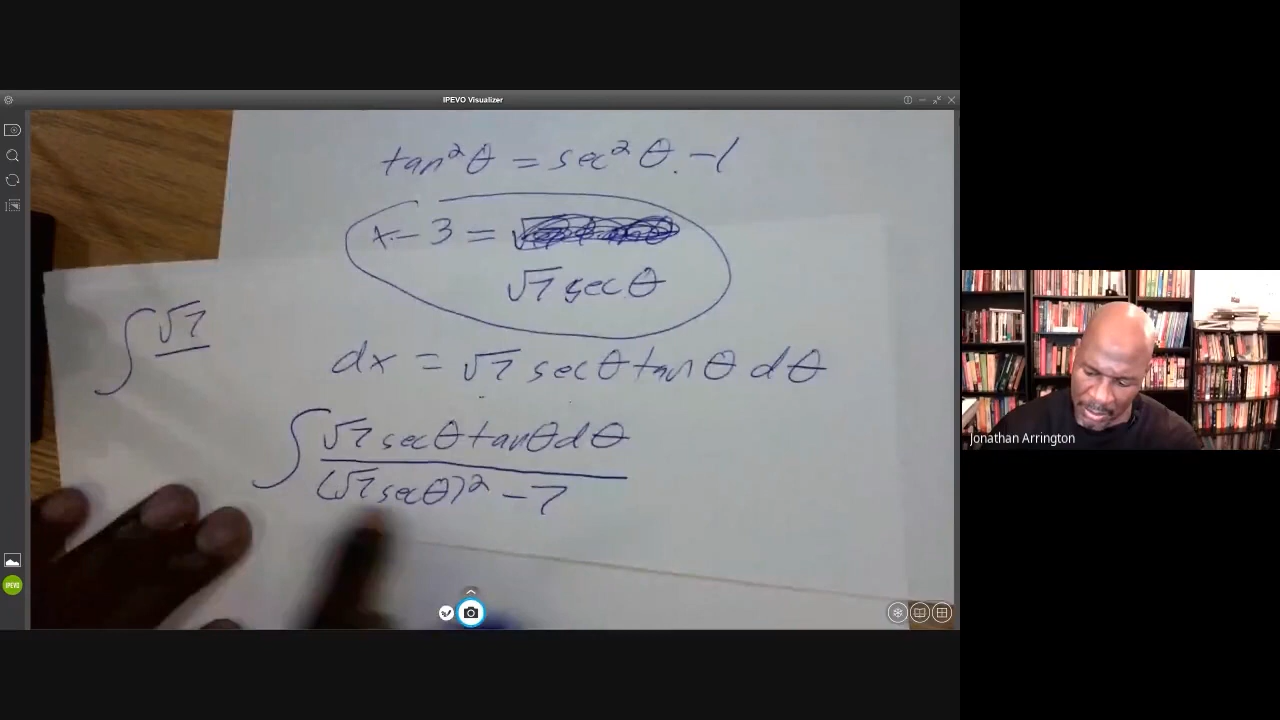 IPEVO Visualizer
tan²θ = sec²θ - 1
x - 3 =
√7 secθ
∫ √7
dx = √7 secθ tanθ dθ
∫ √7 secθ tanθ dθ
(√7 secθ)² - 7
Jonathan Arrington
IPEVO